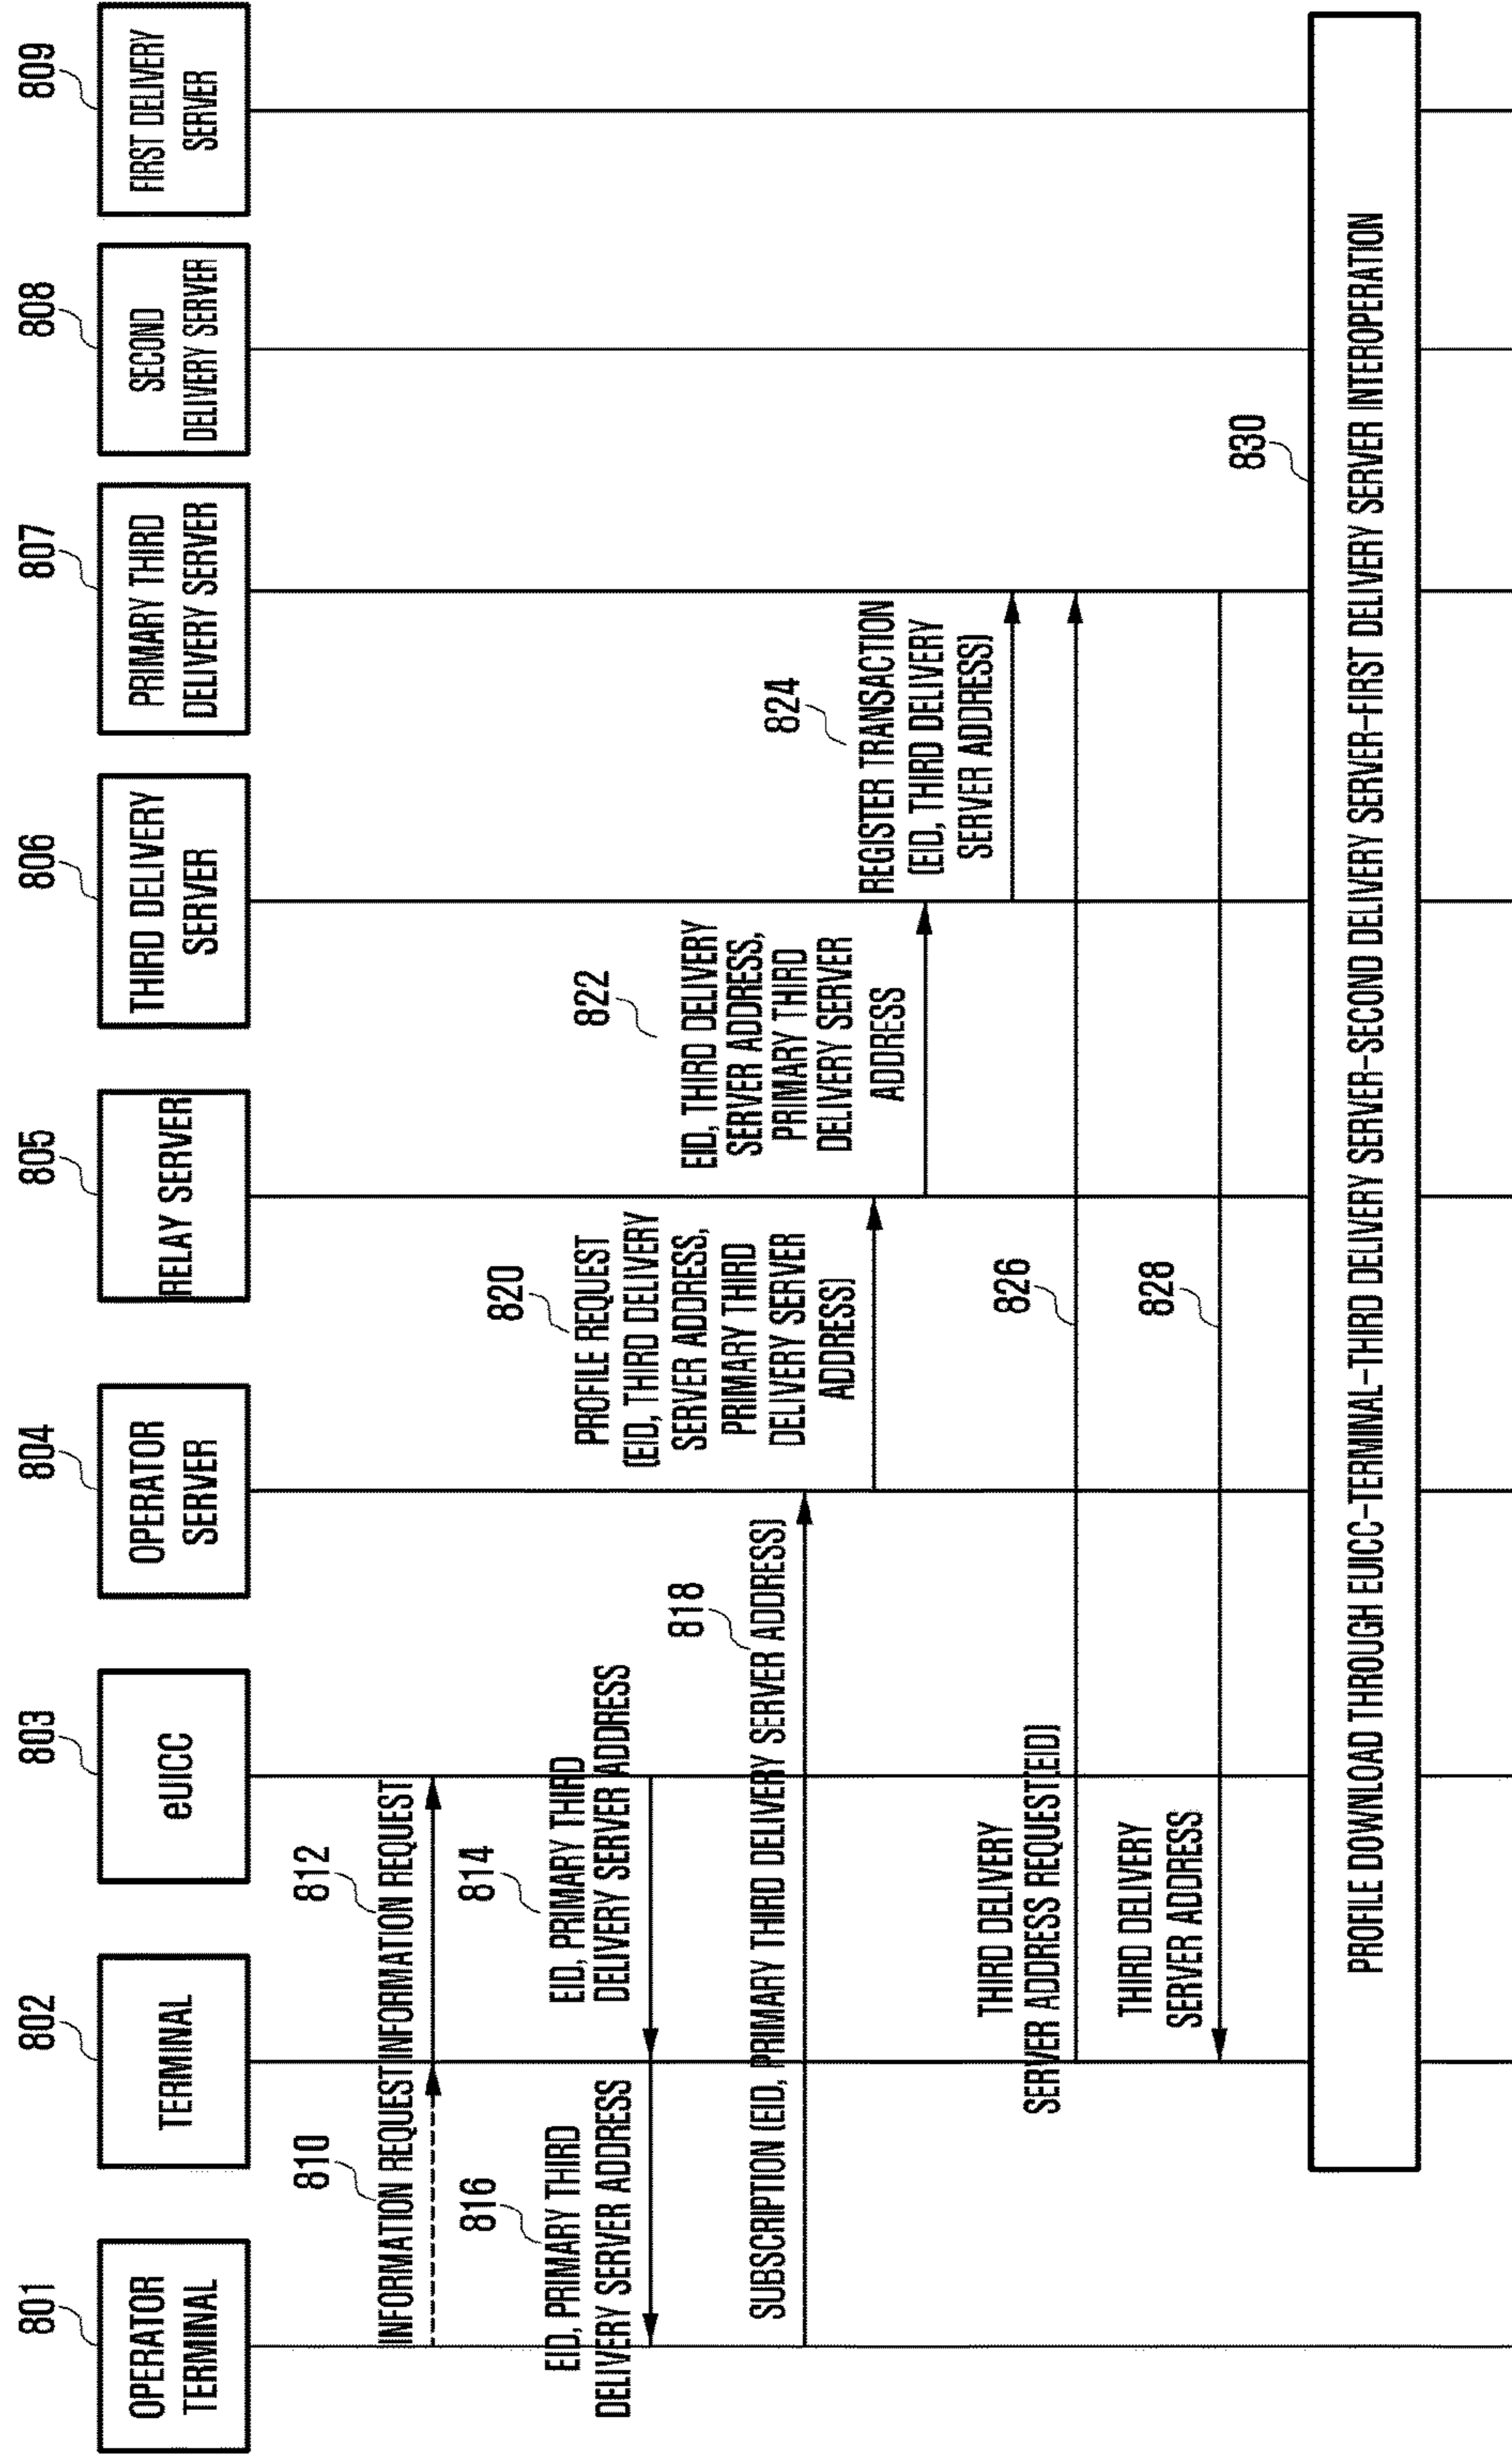 801
OPERATOR
TERMINAL
802
TERMINAL
803
eUICC
804
OPERATOR
SERVER
805
RELAY SERVER
806
THIRD DELIVERY
SERVER
807
PRIMARY THIRD
DELIVERY SERVER
808
SECOND
DELIVERY SERVER
809
FIRST DELIVERY
SERVER
810
INFORMATION REQUEST
812
INFORMATION REQUEST
814
EID, PRIMARY THIRD
DELIVERY SERVER ADDRESS
816
EID, PRIMARY THIRD
DELIVERY SERVER ADDRESS
818
SUBSCRIPTION (EID, PRIMARY THIRD DELIVERY SERVER ADDRESS)
820
PROFILE REQUEST
(EID, THIRD DELIVERY
SERVER ADDRESS,
PRIMARY THIRD
DELIVERY SERVER
ADDRESS)
822
EID, THIRD DELIVERY
SERVER ADDRESS,
PRIMARY THIRD
DELIVERY SERVER
ADDRESS
824
REGISTER TRANSACTION
(EID, THIRD DELIVERY
SERVER ADDRESS)
THIRD DELIVERY
SERVER ADDRESS REQUEST(EID)
826
THIRD DELIVERY
SERVER ADDRESS
828
830
PROFILE DOWNLOAD THROUGH EUICC-TERMINAL-THIRD DELIVERY SERVER-SECOND DELIVERY SERVER-FIRST DELIVERY SERVER INTEROPERATION